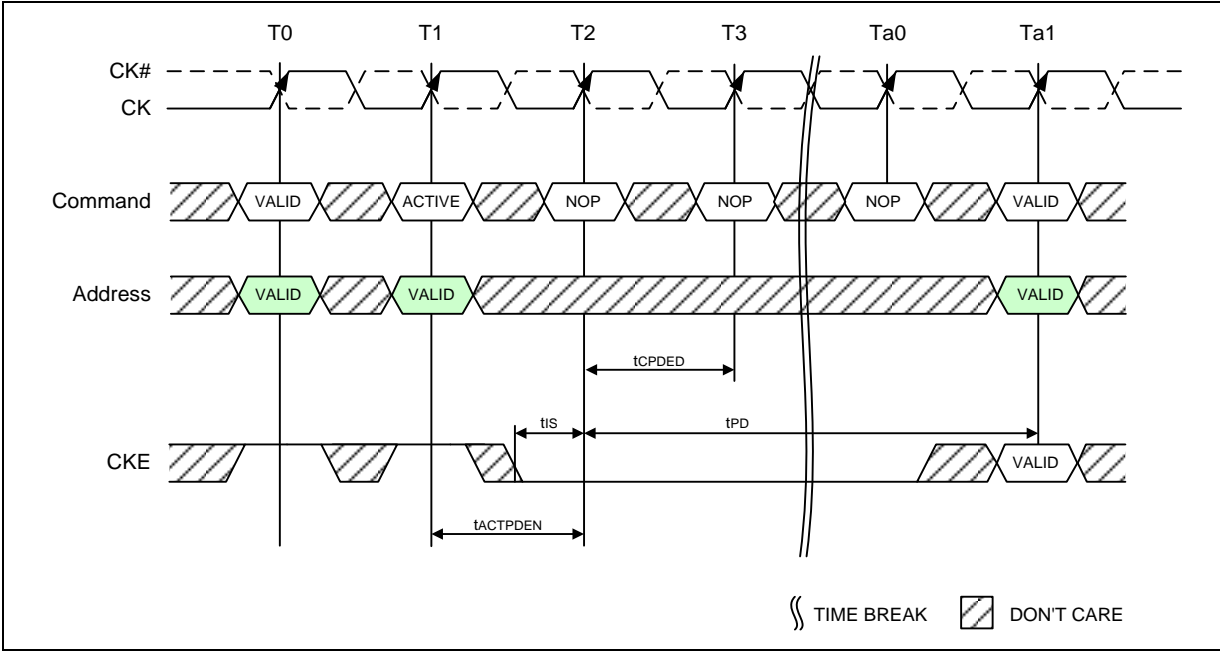 T0 T1 T2 T3 Ta0 Ta1
CK#
CK
Command VALID ACTIVE NOP NOP NOP VALID
Address VALID VALID VALID
tCPDED
tIS tPD
CKE VALID
tACTPDEN
TIME BREAK DON'T CARE